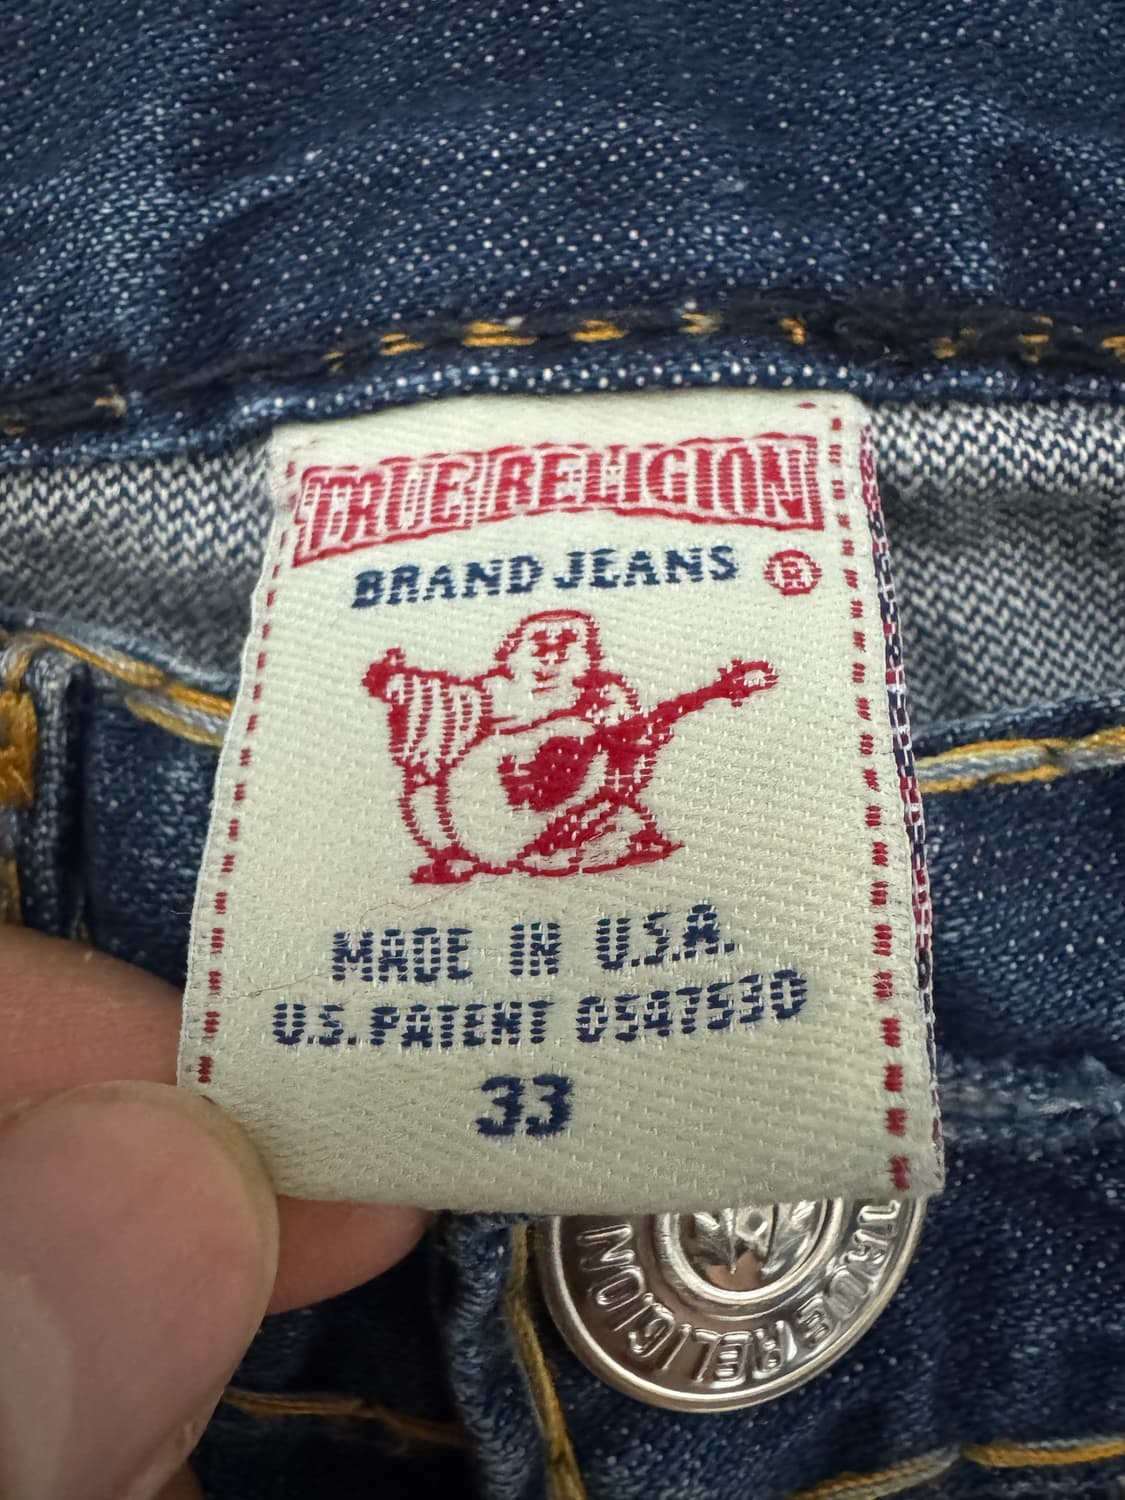 TRUE RELIGION
BRAND JEANS ®
MADE IN U.S.A.
U.S. PATENT 0547530
33
TRUE RELIGION